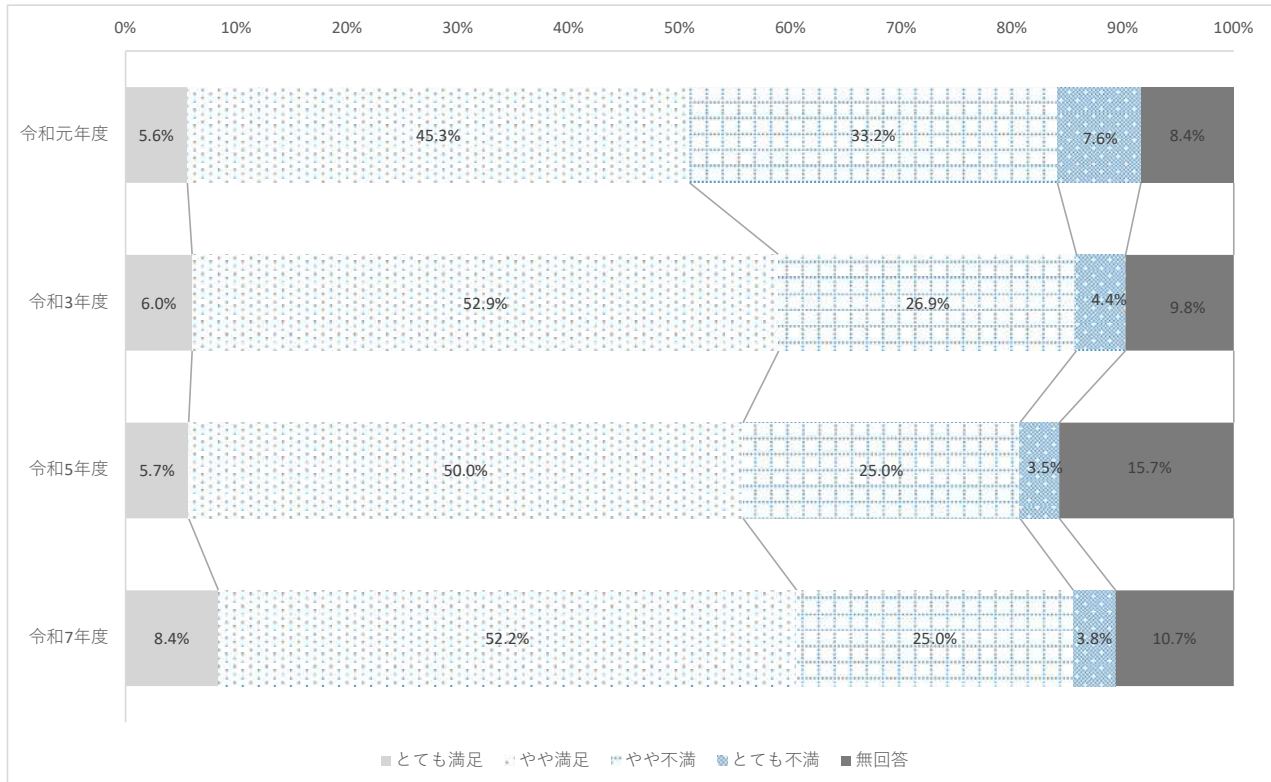 0% 10% 20% 30% 40% 50% 60% 70% 80% 90% 100%
令和元年度 5.6% 45.3% 33.2% 7.6% 8.4%
令和3年度 6.0% 52.9% 26.9% 4.4% 9.8%
令和5年度 5.7% 50.0% 25.0% 3.5% 15.7%
令和7年度 8.4% 52.2% 25.0% 3.8% 10.7%
とても満足 やや満足 やや不満 とても不満 無回答